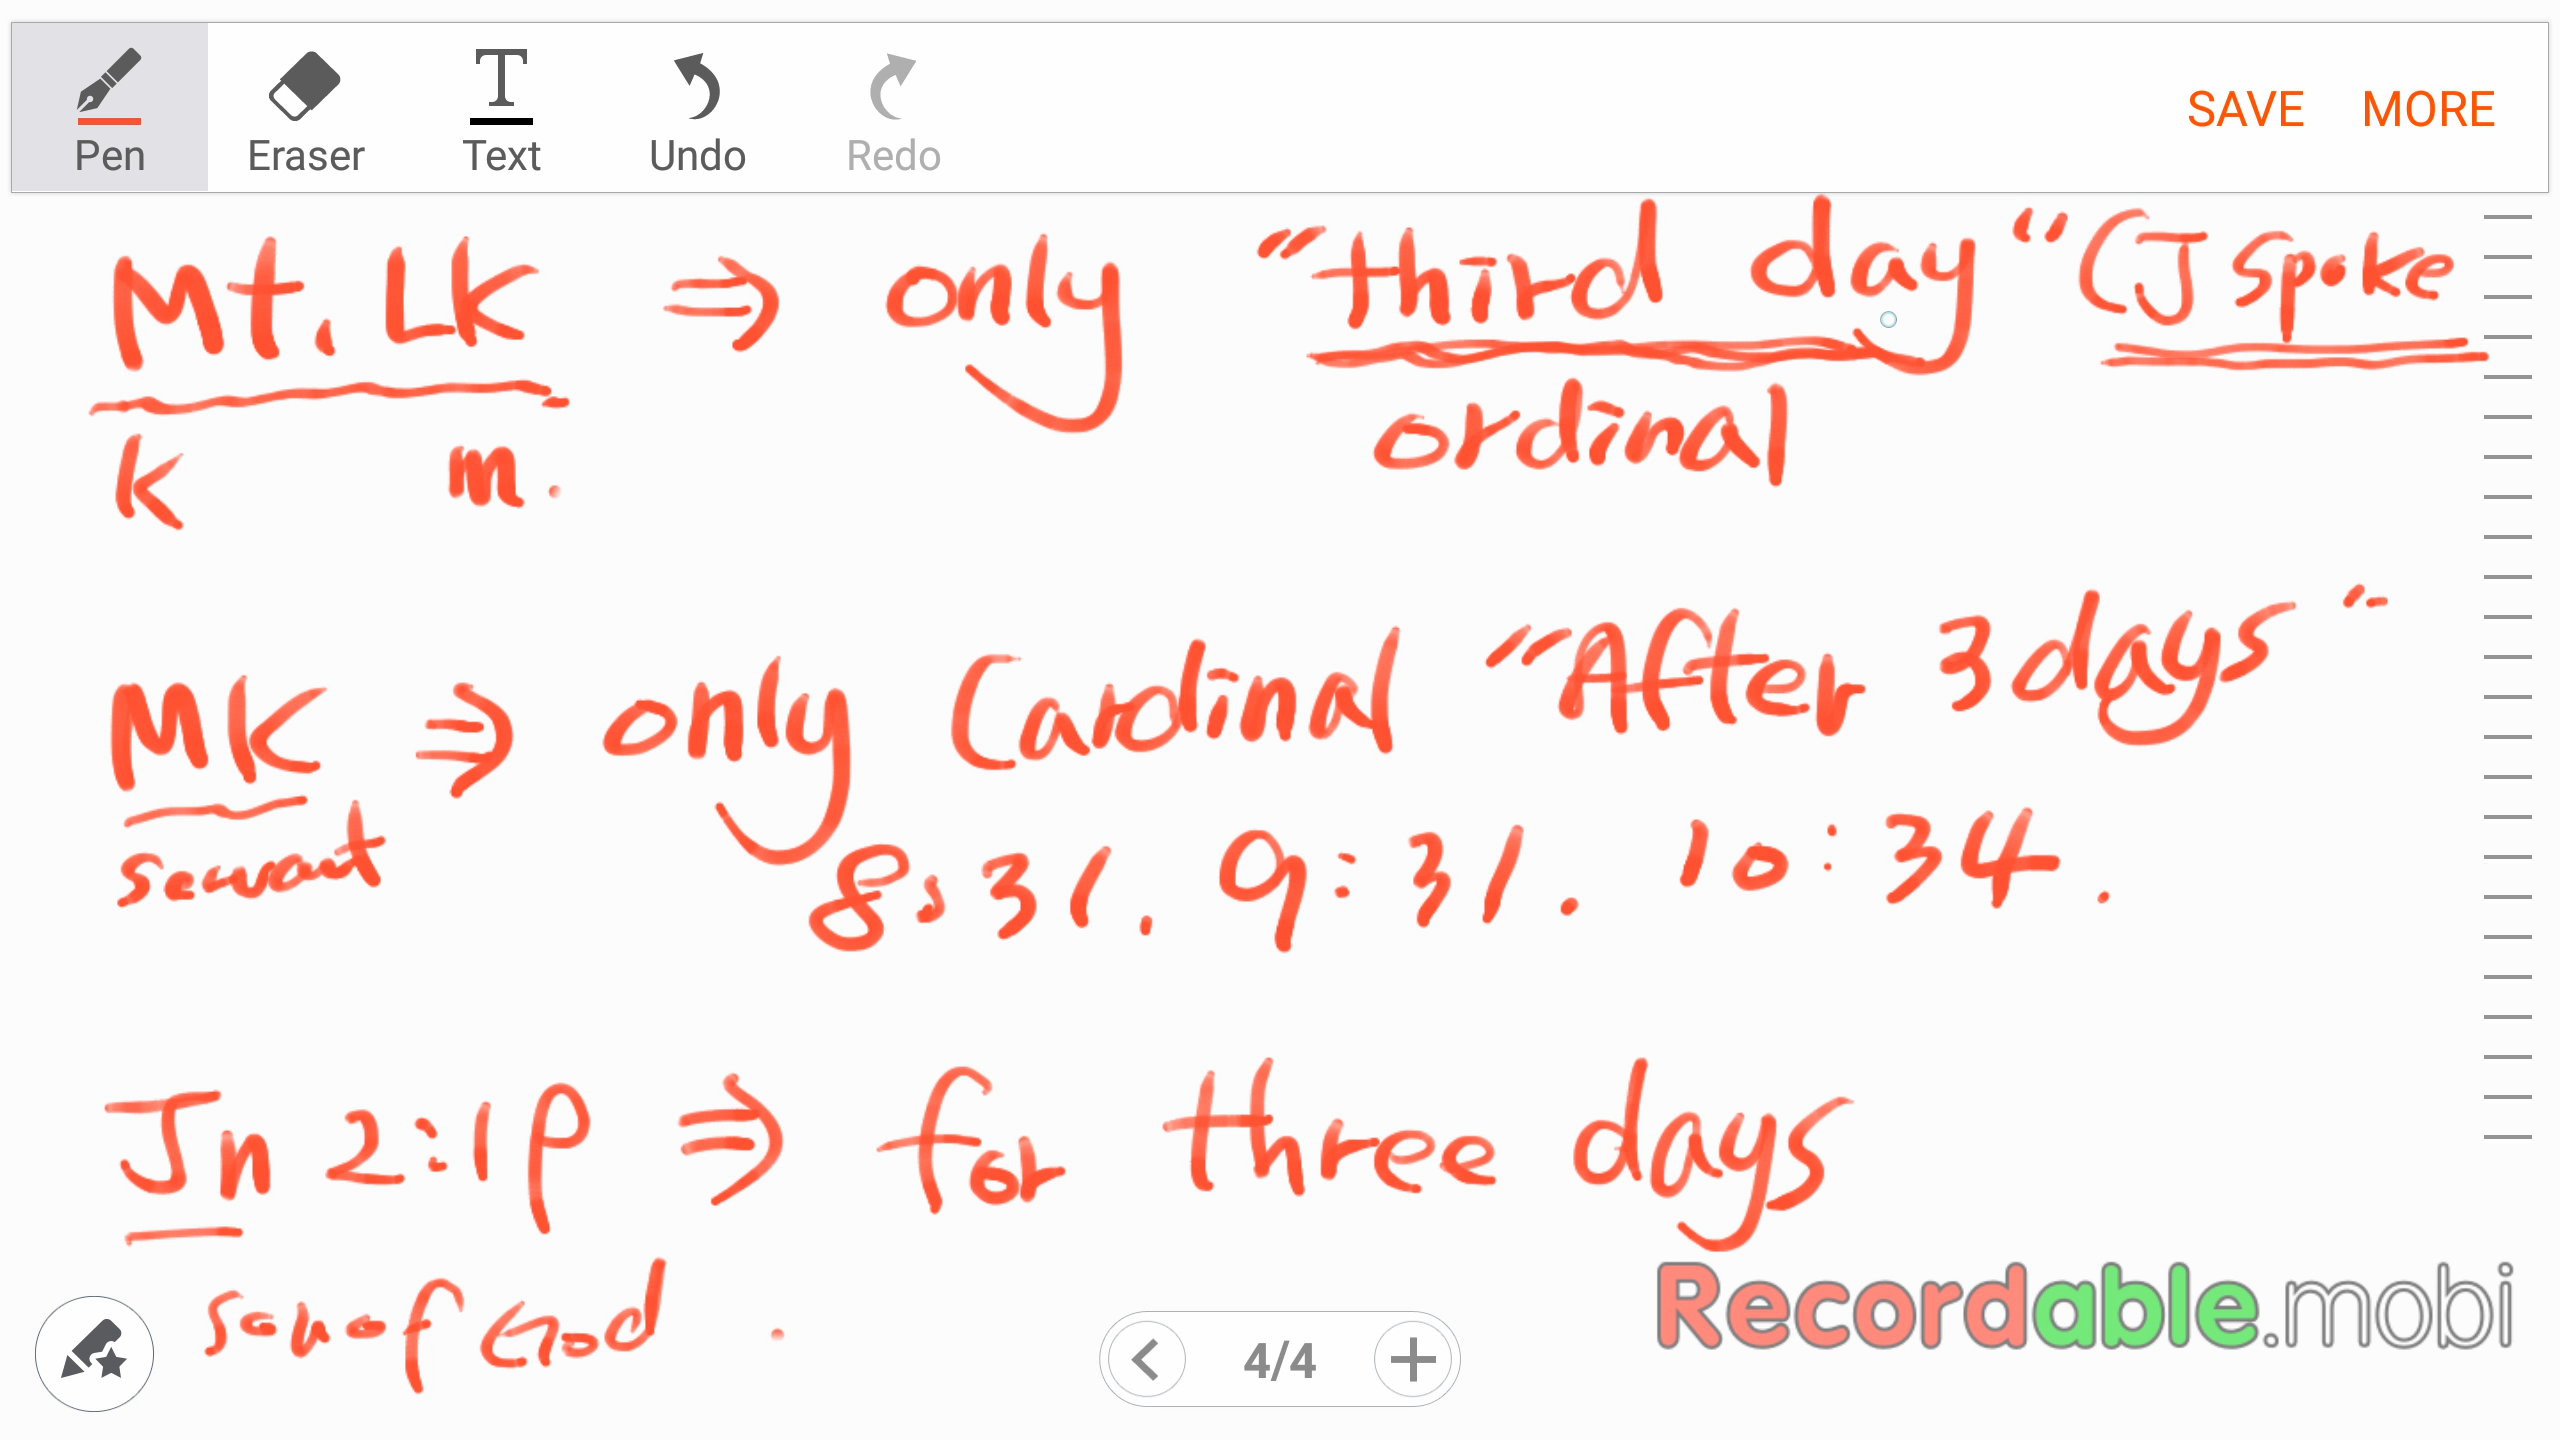 Pen Eraser Text Undo Redo SAVE MORE
Mt. Lk ⇒ only "third day" (J spoke
k m. ordinal
MK ⇒ only Cardinal "After 3 days"
servant
8:31. 9:31. 10:34.
Jn 2:19 ⇒ for three days
son of God .
4/4
Recordable.mobi